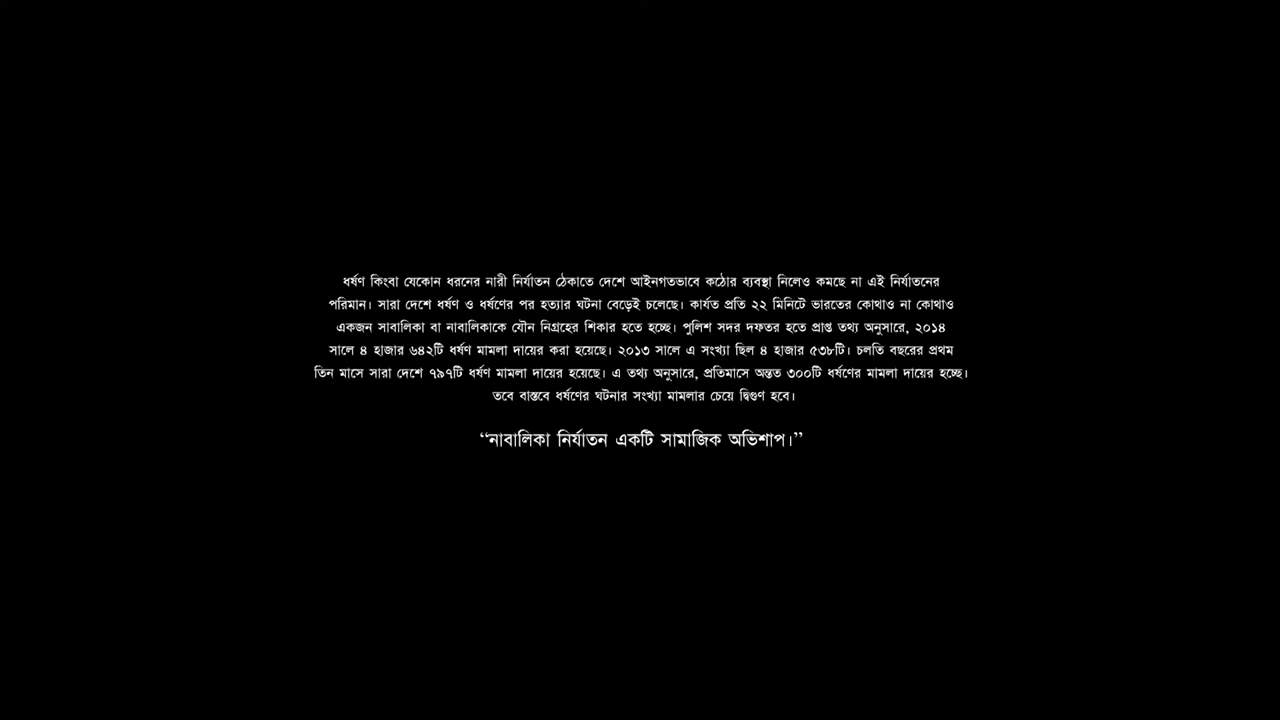 ধর্ষণ কিংবা যেকোন ধরনের নারী নির্যাতন ঠেকাতে দেশে আইনগতভাবে কঠোর ব্যবস্থা নিলেও কমছে না এই নির্যাতনের
পরিমান। সারা দেশে ধর্ষণ ও ধর্ষণের পর হত্যার ঘটনা বেড়েই চলেছে। কার্যত প্রতি ২২ মিনিটে ভারতের কোথাও না কোথাও
একজন সাবালিকা বা নাবালিকাকে যৌন নিগ্রহের শিকার হতে হচ্ছে। পুলিশ সদর দফতর হতে প্রাপ্ত তথ্য অনুসারে, ২০১৪
সালে ৪ হাজার ৬৪২টি ধর্ষণ মামলা দায়ের করা হয়েছে। ২০১৩ সালে এ সংখ্যা ছিল ৪ হাজার ৫৩৮টি। চলতি বছরের প্রথম
তিন মাসে সারা দেশে ৭৯৭টি ধর্ষণ মামলা দায়ের হয়েছে। এ তথ্য অনুসারে, প্রতিমাসে অন্তত ৩০০টি ধর্ষণের মামলা দায়ের হচ্ছে।
তবে বাস্তবে ধর্ষণের ঘটনার সংখ্যা মামলার চেয়ে দ্বিগুণ হবে।
“নাবালিকা নির্যাতন একটি সামাজিক অভিশাপ।”